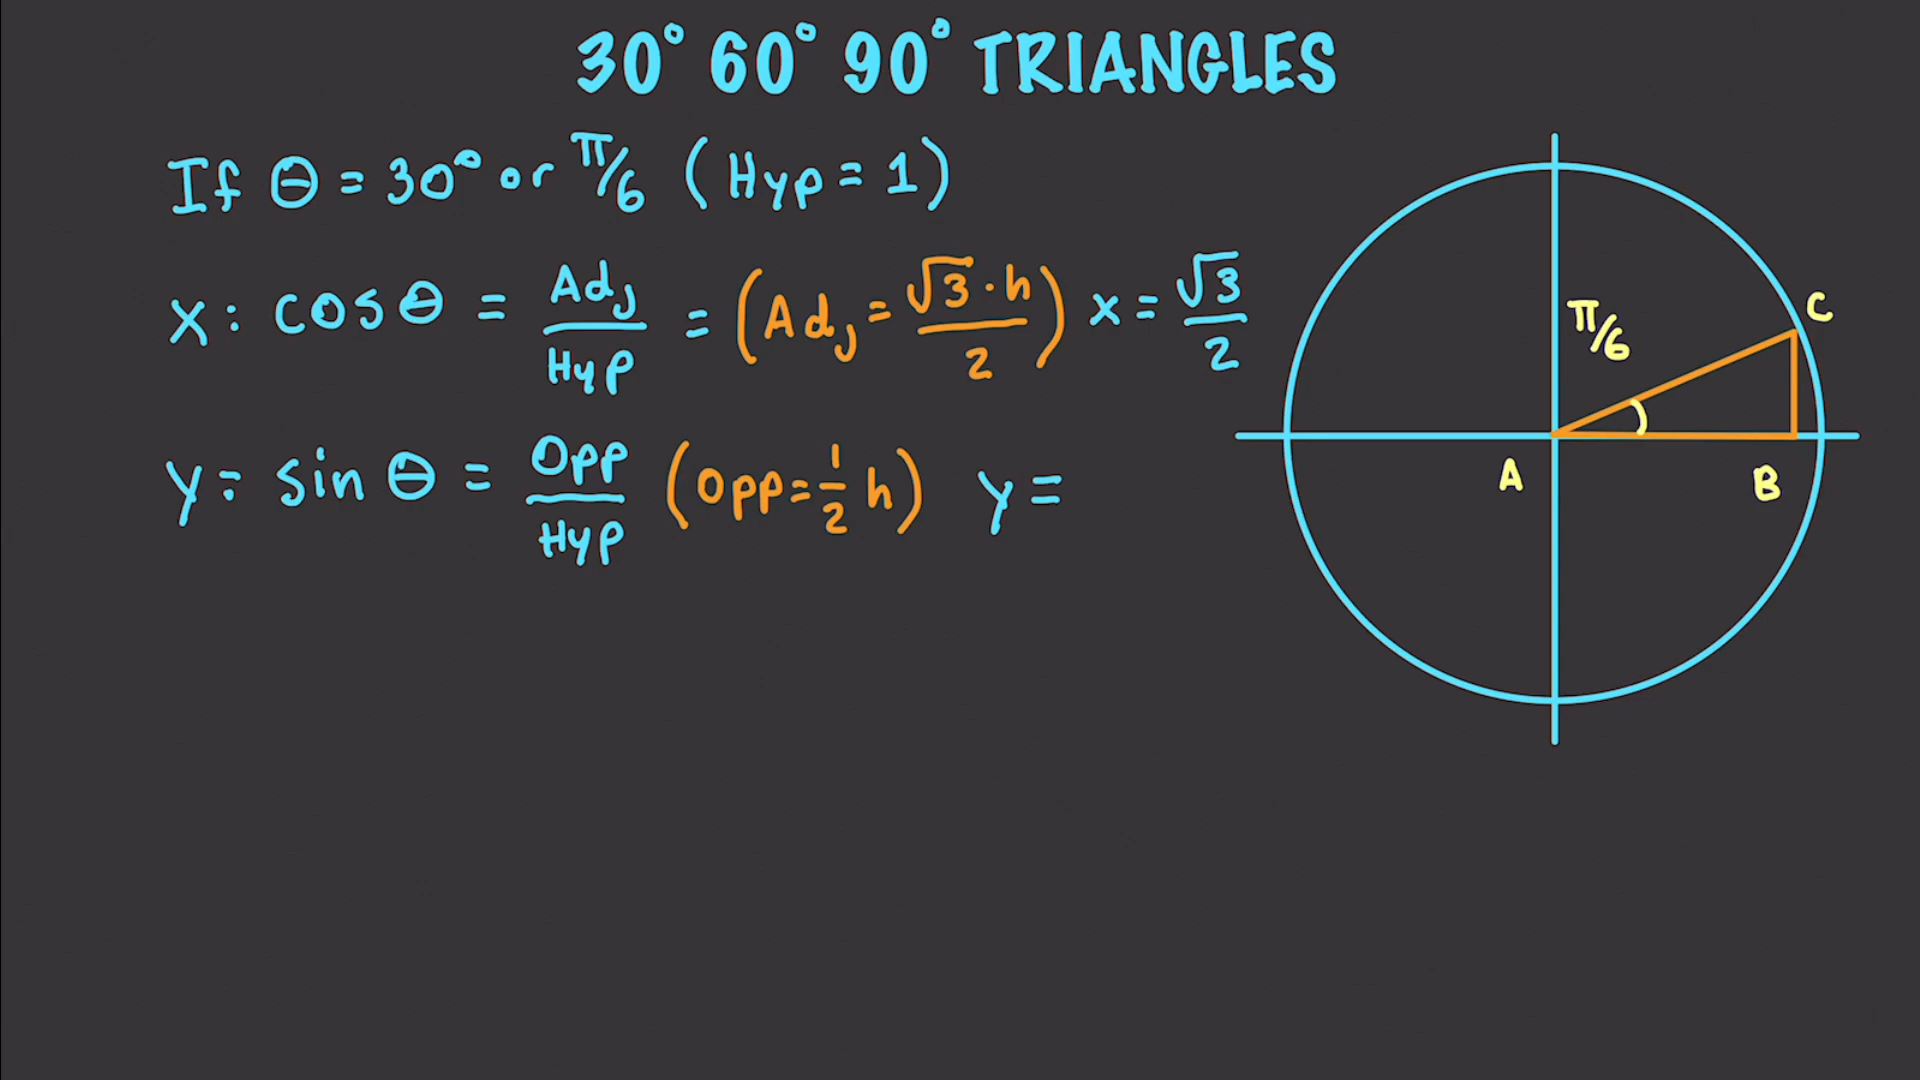 30° 60° 90° TRIANGLES
If θ = 30° or π/6 (Hyp = 1)
x: cos θ = Adj/Hyp = (Adj = √3·h/2) x = √3/2
y: sin θ = Opp/Hyp (Opp = 1/2 h) y =
π/6
C
A
B